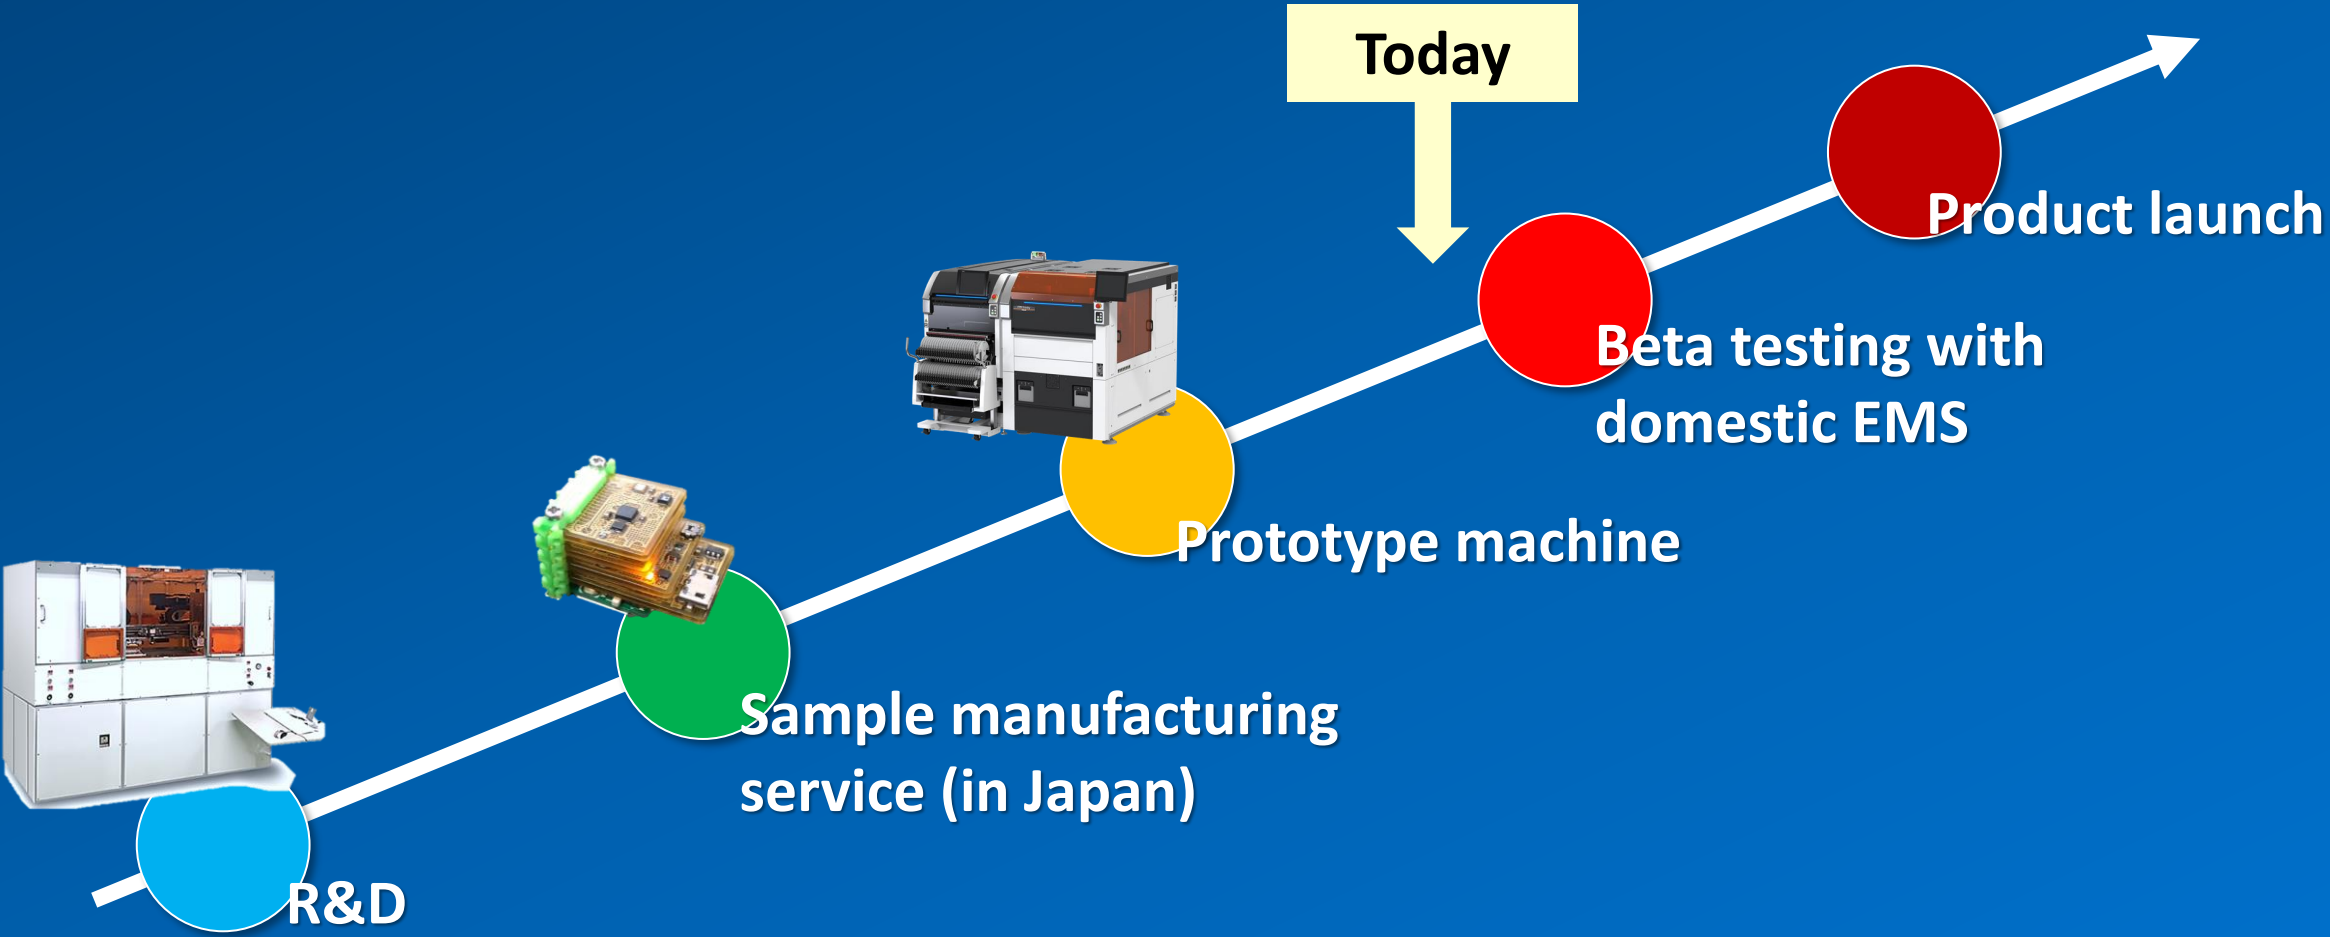 Today
Product launch
Beta testing with
domestic EMS
Prototype machine
Sample manufacturing
service (in Japan)
R&D